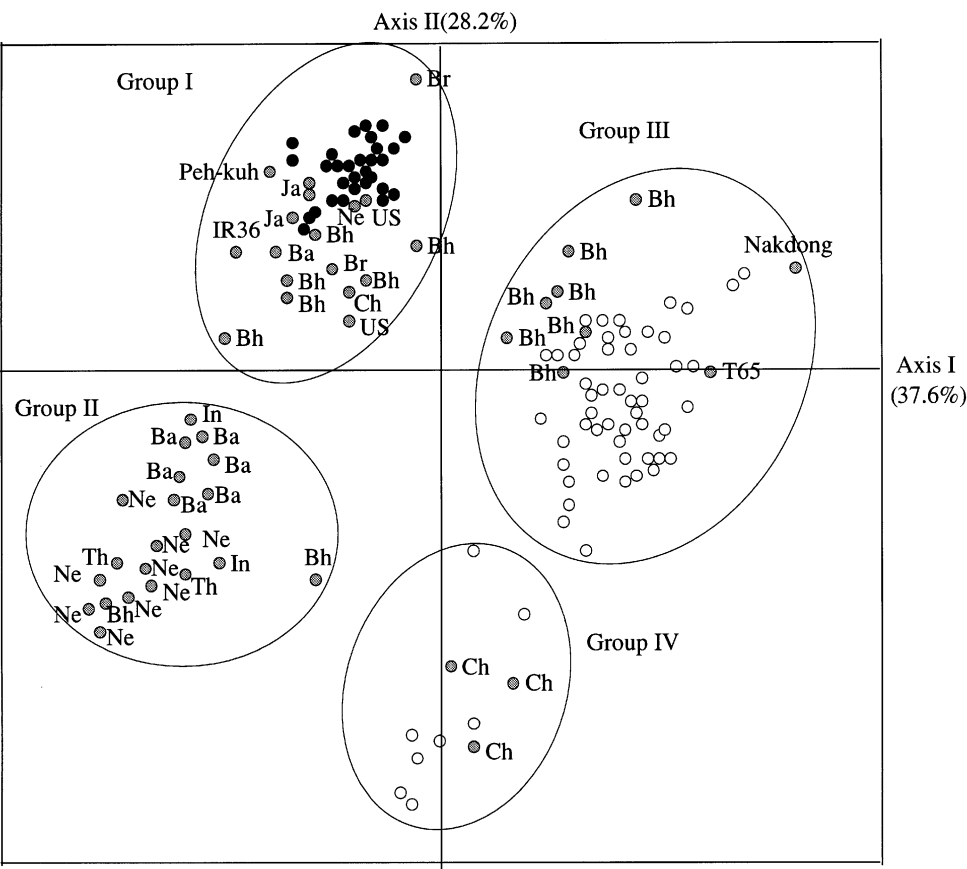 Axis II(28.2%)
Group I
Br
Group III
Peh-kuh
Ja
Bh
Ja
Ne US
IR36
Bh
Nakdong
Ba
Bh
Bh
Br
Bh
Bh
Bh
Bh
Bh
Ch
US
Bh
Bh
Bh
Bh
T65
Axis I
(37.6%)
Group II
In
Ba
Ba
Ba
Ba
Ne
Ba
Ba
Ne
Ne
Th
Ne
In
Bh
Ne
Ne
Th
Ne
Bh
Ne
Ne
Group IV
Ch
Ch
Ch